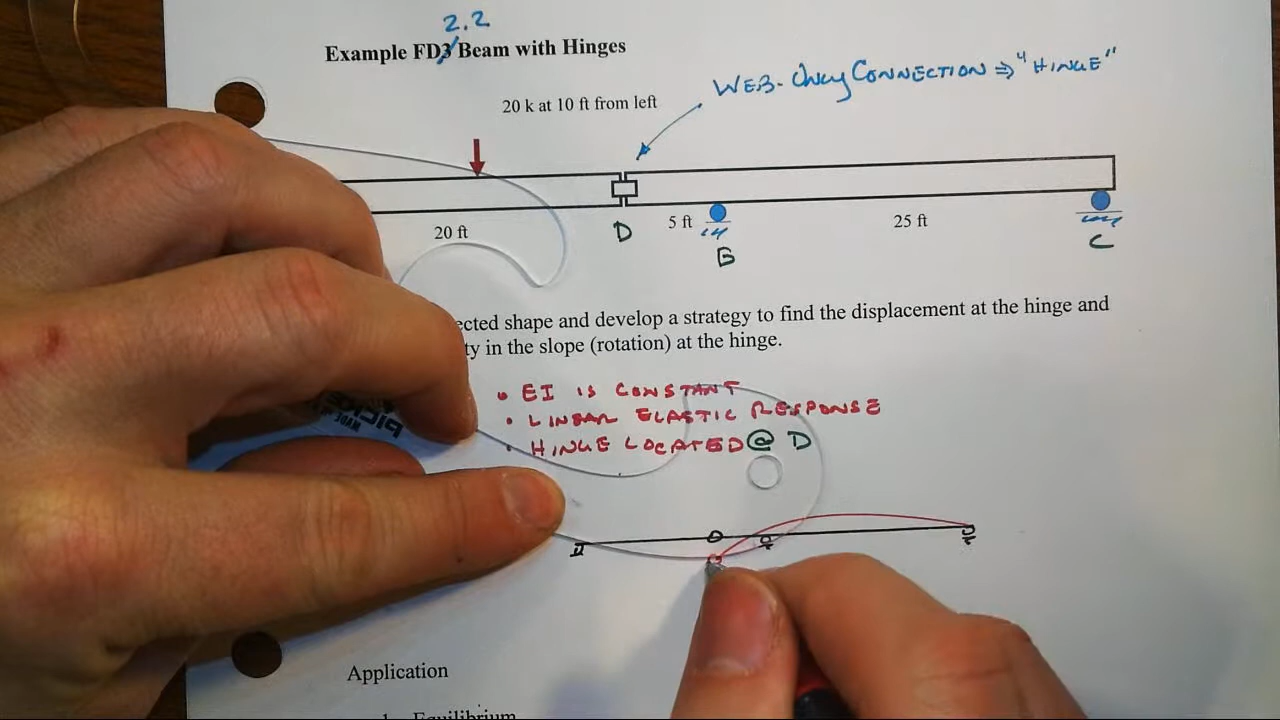 2.2
Example FD3 Beam with Hinges
WEB-Only CONNECTION ⇒ "HINGE"
20 k at 10 ft from left
20 ft
D
5 ft
B
25 ft
C
ected shape and develop a strategy to find the displacement at the hinge and
ty in the slope (rotation) at the hinge.
• EI IS CONSTANT
• LINEAR ELASTIC RESPONSE
• HINGE LOCATED @ D
Application
1. Equilibrium